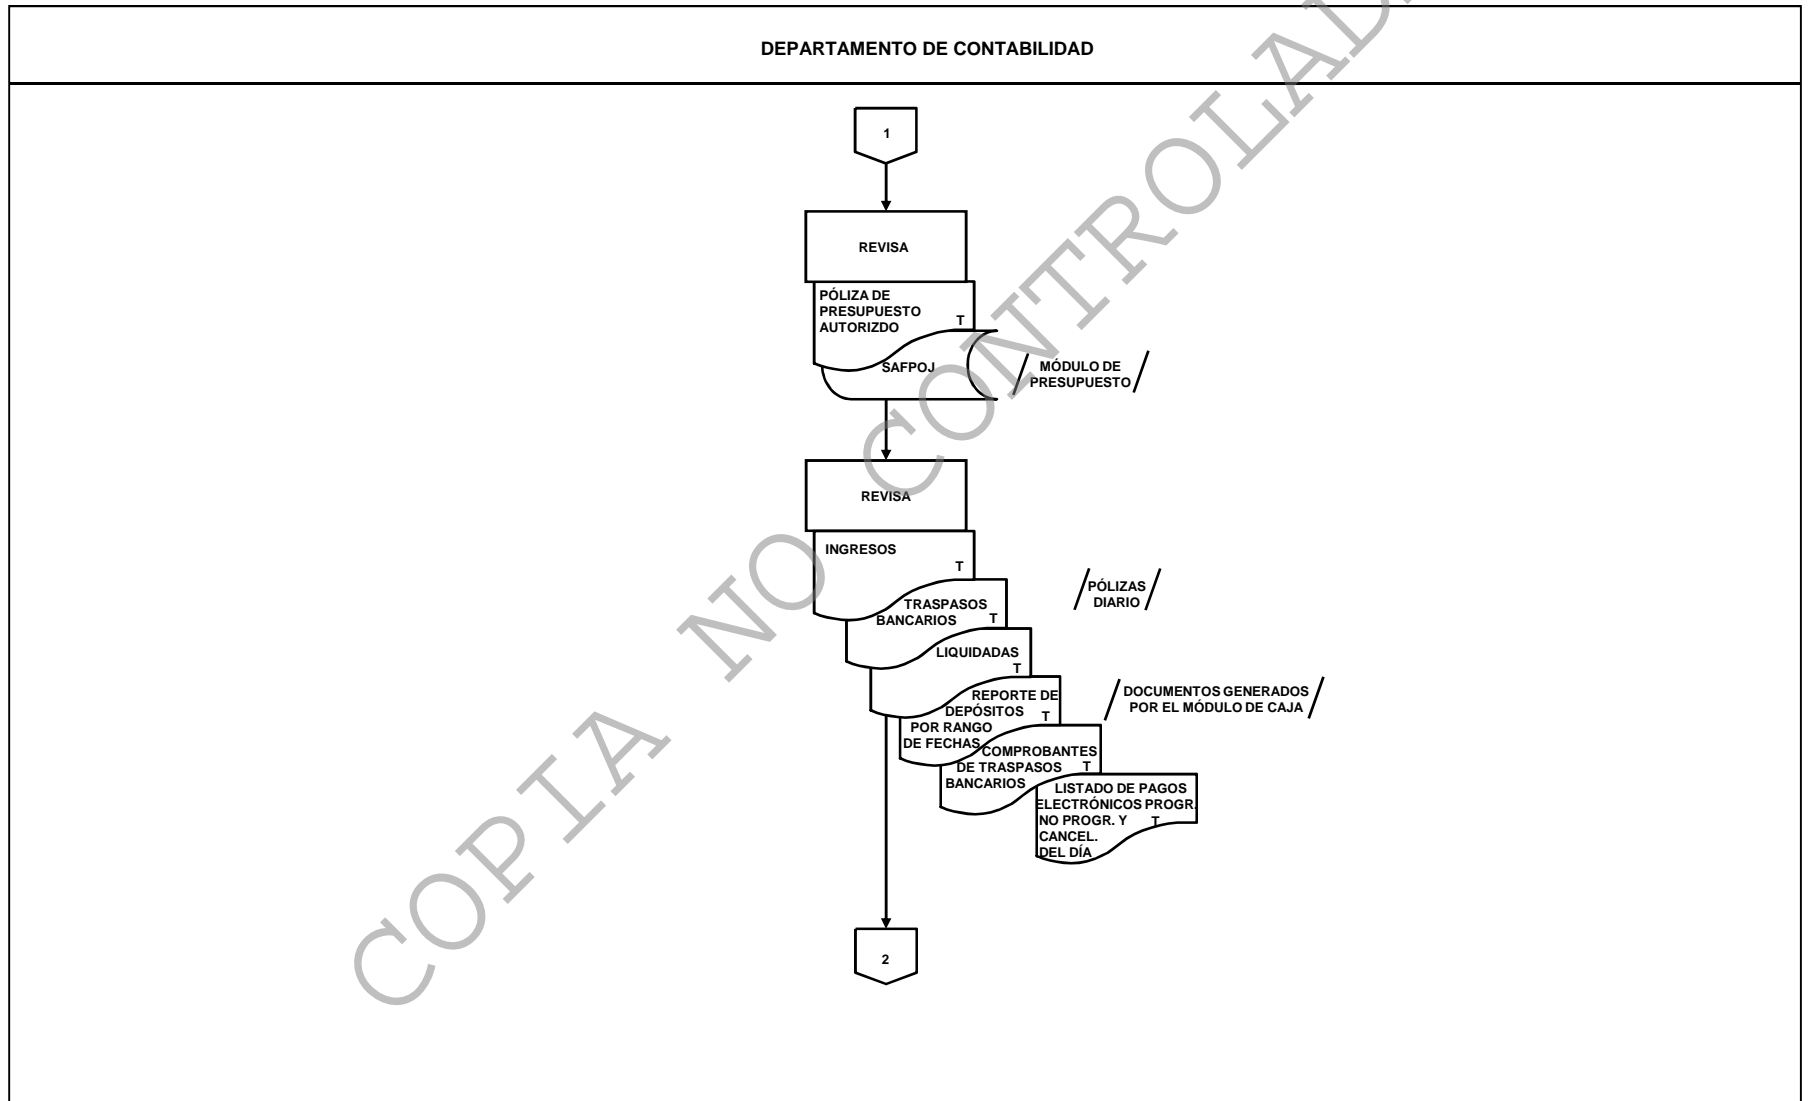 DEPARTAMENTO DE CONTABILIDAD
1
REVISA
PÓLIZA DE
PRESUPUESTO
AUTORIZDO
T
SAFPOJ
/ MÓDULO DE
PRESUPUESTO /
REVISA
INGRESOS
T
/ PÓLIZAS
DIARIO /
TRASPASOS
BANCARIOS T
LIQUIDADAS
T
REPORTE DE
DEPÓSITOS T
POR RANGO
DE FECHAS
/ DOCUMENTOS GENERADOS
POR EL MÓDULO DE CAJA /
COMPROBANTES
DE TRASPASOS T
BANCARIOS
LISTADO DE PAGOS
ELECTRÓNICOS PROGR.
NO PROGR. Y T
CANCEL.
DEL DÍA
2
COPIA NO CONTROLAD